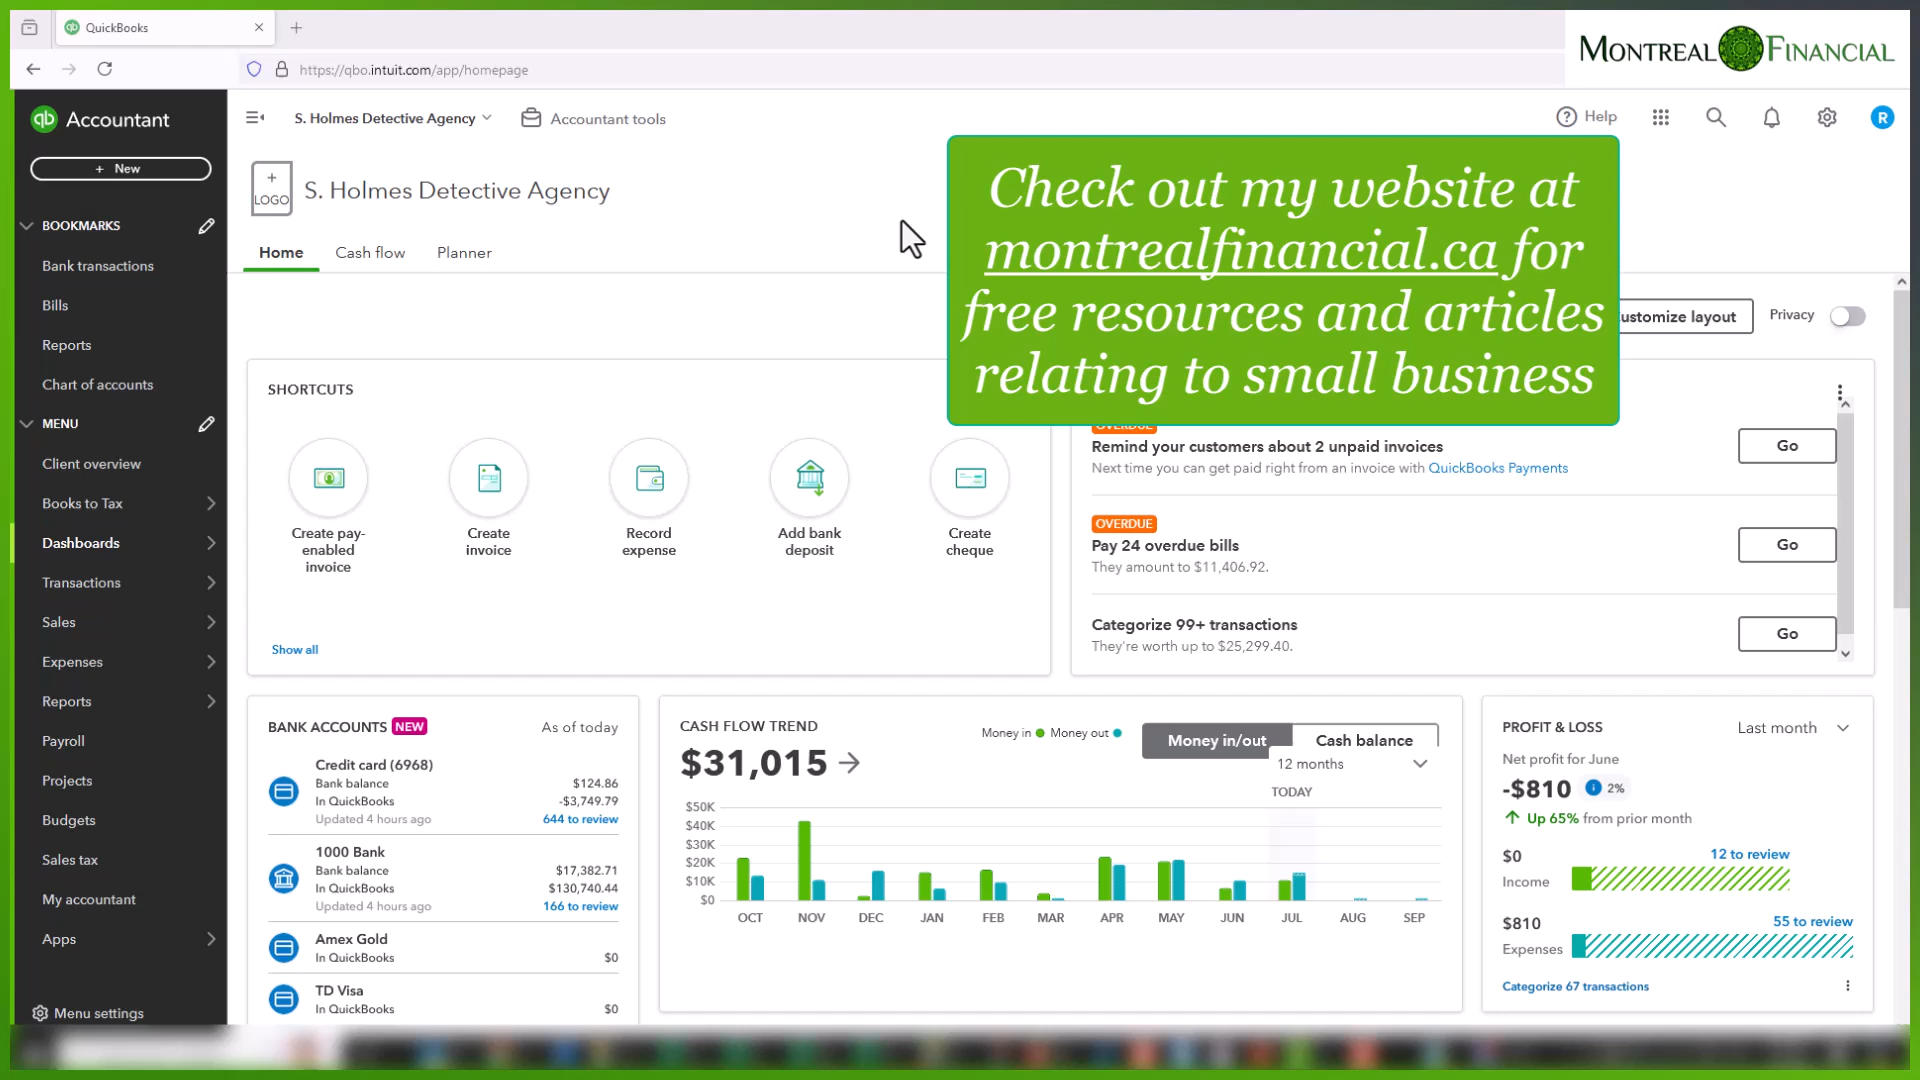 QuickBooks
https://qbo.intuit.com/app/homepage
MONTREAL FINANCIAL
qb Accountant
S. Holmes Detective Agency
Accountant tools
Help
R
+ New
+
LOGO
S. Holmes Detective Agency
Home
Cash flow
Planner
Check out my website at
montrealfinancial.ca for
free resources and articles
relating to small business
ustomize layout
Privacy
BOOKMARKS
Bank transactions
Bills
Reports
Chart of accounts
MENU
Client overview
Books to Tax
Dashboards
Transactions
Sales
Expenses
Reports
Payroll
Projects
Budgets
Sales tax
My accountant
Apps
Menu settings
SHORTCUTS
Create pay-
enabled
invoice
Create
invoice
Record
expense
Add bank
deposit
Create
cheque
Show all
OVERDUE
Remind your customers about 2 unpaid invoices
Next time you can get paid right from an invoice with QuickBooks Payments
Go
OVERDUE
Pay 24 overdue bills
They amount to $11,406.92.
Go
Categorize 99+ transactions
They're worth up to $25,299.40.
Go
BANK ACCOUNTS NEW
As of today
Credit card (6968)
Bank balance $124.86
In QuickBooks -$3,749.79
Updated 4 hours ago 644 to review
1000 Bank
Bank balance $17,382.71
In QuickBooks $130,740.44
Updated 4 hours ago 166 to review
Amex Gold
In QuickBooks $0
TD Visa
In QuickBooks $0
CASH FLOW TREND
$31,015
Money in Money out
Money in/out
Cash balance
12 months
TODAY
$50K
$40K
$30K
$20K
$10K
$0
OCT NOV DEC JAN FEB MAR APR MAY JUN JUL AUG SEP
PROFIT & LOSS
Last month
Net profit for June
-$810
2%
Up 65% from prior month
$0
12 to review
Income
$810
55 to review
Expenses
Categorize 67 transactions